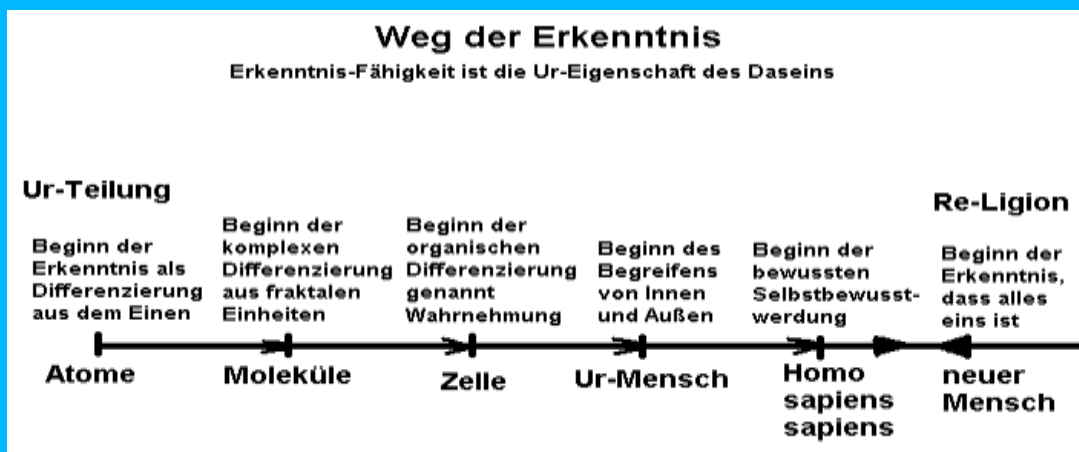 Weg der Erkenntnis
Erkenntnis-Fähigkeit ist die Ur-Eigenschaft des Daseins
Ur-Teilung
Beginn der
Erkenntnis als
Differenzierung
aus dem Einen
Atome
Beginn der
komplexen
Differenzierung
aus fraktalen
Einheiten
Moleküle
Beginn der
organischen
Differenzierung
genannt
Wahrnehmung
Zelle
Beginn des
Begreifens
von Innen
und Außen
Ur-Mensch
Beginn der
bewussten
Selbstbewusst-
werdung
Homo
sapiens
sapiens
Re-Ligion
Beginn der
Erkenntnis,
dass alles
eins ist
neuer
Mensch